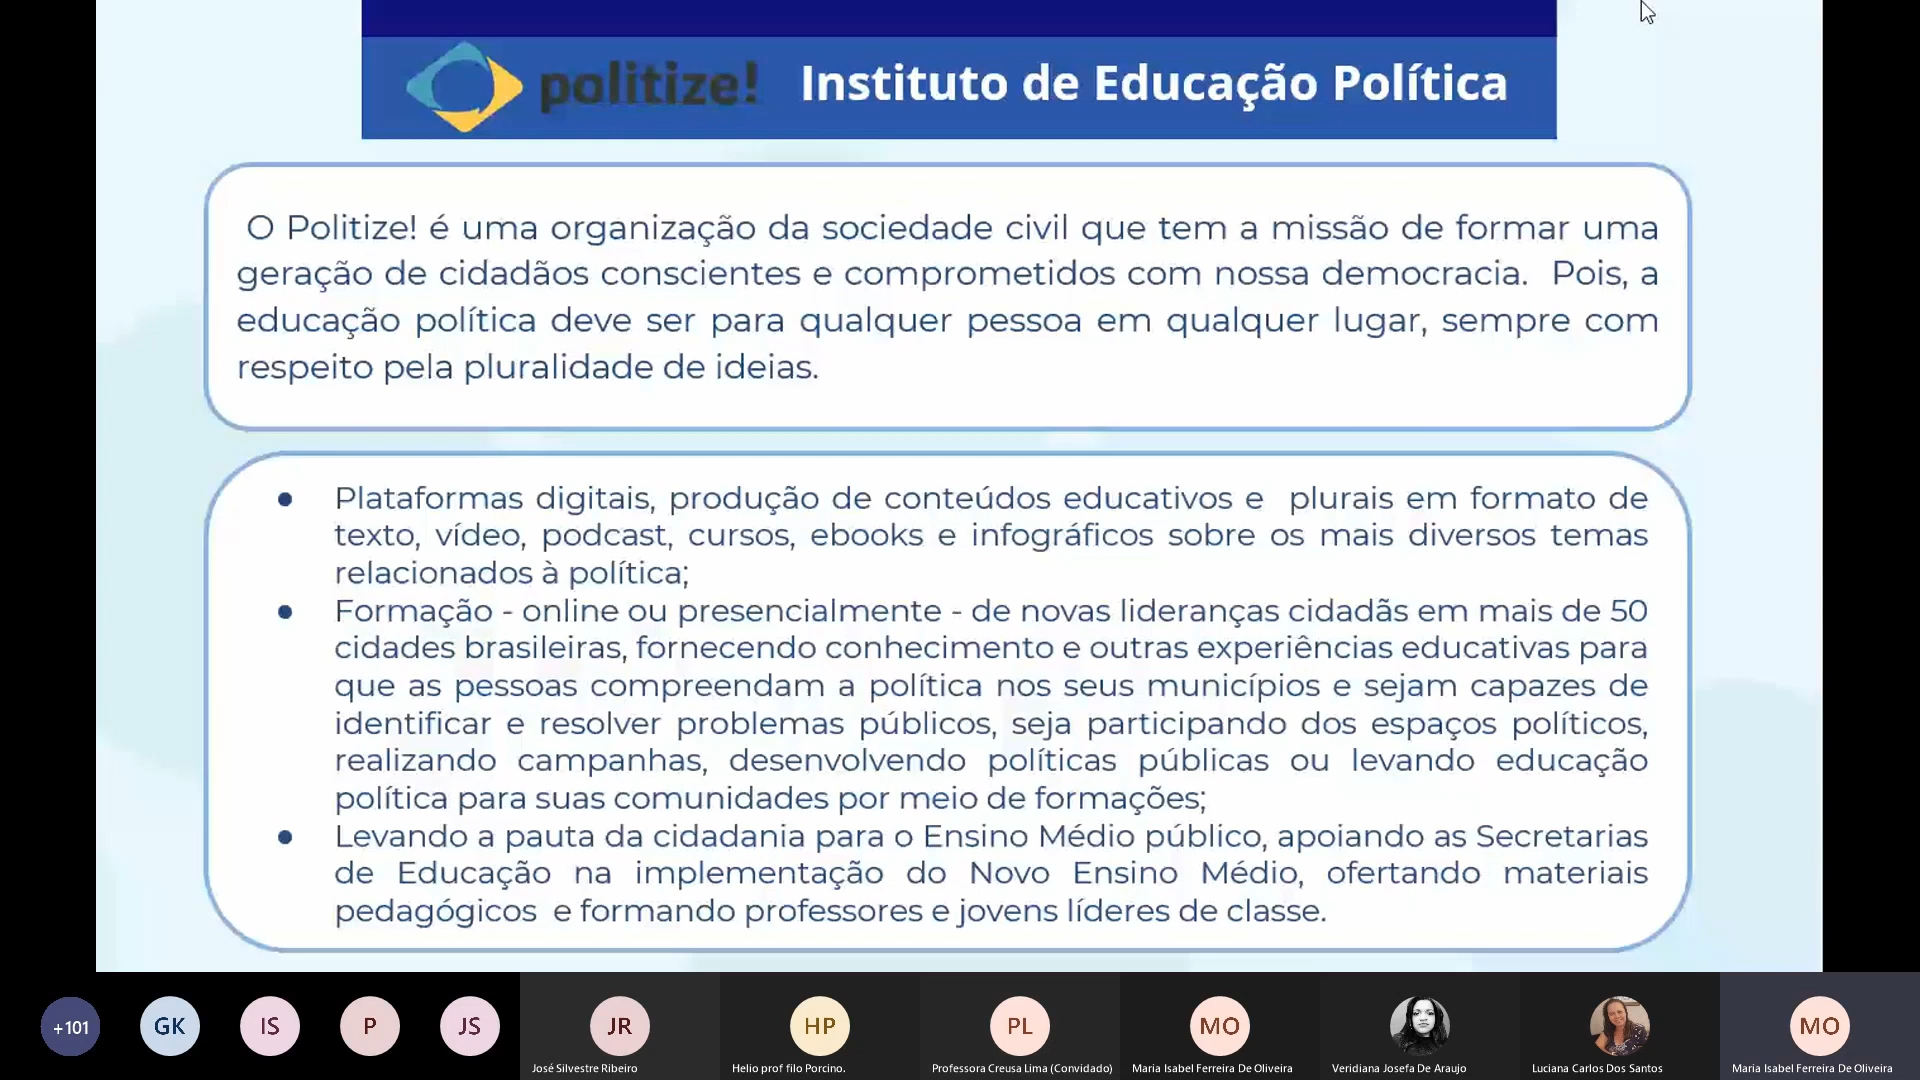 politize! Instituto de Educação Política
O Politize! é uma organização da sociedade civil que tem a missão de formar uma
geração de cidadãos conscientes e comprometidos com nossa democracia. Pois, a
educação política deve ser para qualquer pessoa em qualquer lugar, sempre com
respeito pela pluralidade de ideias.
● Plataformas digitais, produção de conteúdos educativos e plurais em formato de
texto, vídeo, podcast, cursos, ebooks e infográficos sobre os mais diversos temas
relacionados à política;
● Formação - online ou presencialmente - de novas lideranças cidadãs em mais de 50
cidades brasileiras, fornecendo conhecimento e outras experiências educativas para
que as pessoas compreendam a política nos seus municípios e sejam capazes de
identificar e resolver problemas públicos, seja participando dos espaços políticos,
realizando campanhas, desenvolvendo políticas públicas ou levando educação
política para suas comunidades por meio de formações;
● Levando a pauta da cidadania para o Ensino Médio público, apoiando as Secretarias
de Educação na implementação do Novo Ensino Médio, ofertando materiais
pedagógicos e formando professores e jovens líderes de classe.
+101 GK IS P JS JR HP PL MO MO
José Silvestre Ribeiro Helio prof filo Porcino. Professora Creusa Lima (Convidado) Maria Isabel Ferreira De Oliveira Veridiana Josefa De Araujo Luciana Carlos Dos Santos Maria Isabel Ferreira De Oliveira